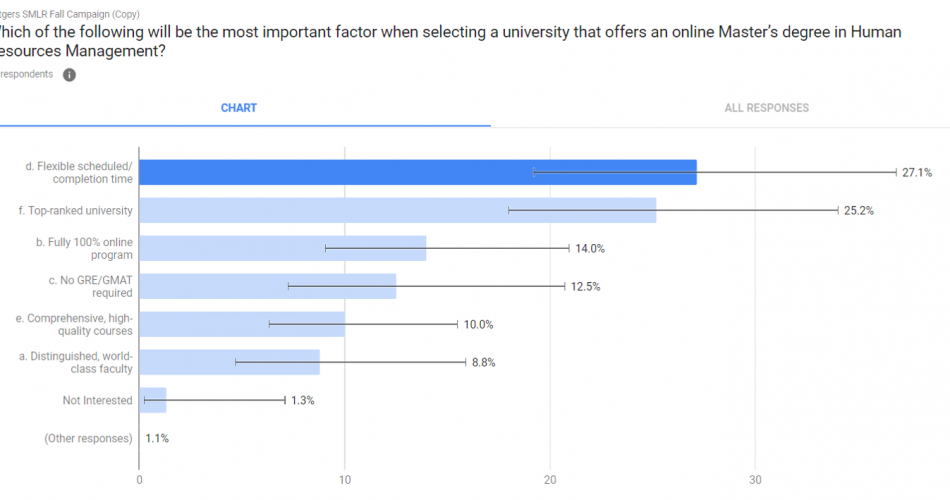 tgers SMLR Fall Campaign (Copy)
hich of the following will be the most important factor when selecting a university that offers an online Master's degree in Human
esources Management?
respondents
CHART
ALL RESPONSES
d. Flexible scheduled/
completion time
27.1%
f. Top-ranked university
25.2%
b. Fully 100% online
program
14.0%
c. No GRE/GMAT
required
12.5%
e. Comprehensive, high-
quality courses
10.0%
a. Distinguished, world-
class faculty
8.8%
Not Interested
1.3%
(Other responses)
1.1%
0
10
20
30